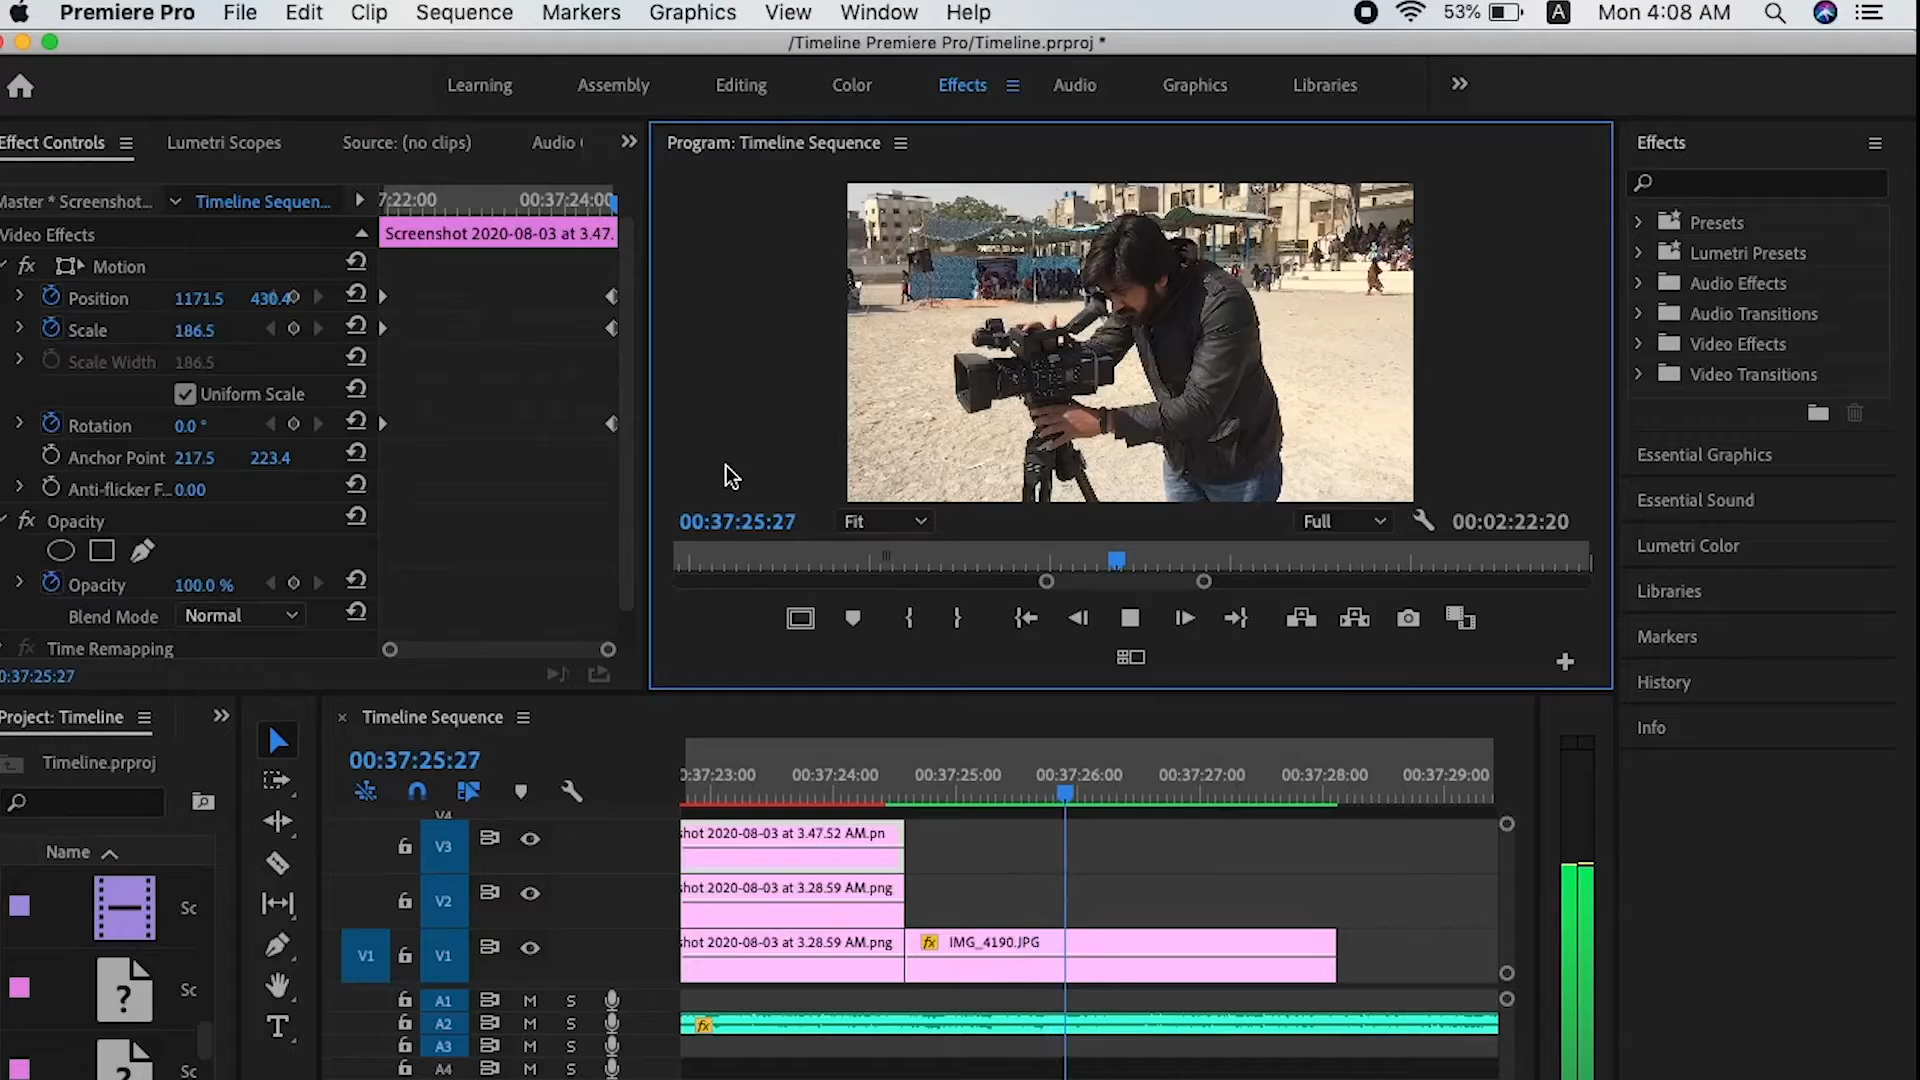 Premiere Pro File Edit Clip Sequence Markers Graphics View Window Help 53% A Mon 4:08 AM
/Timeline Premiere Pro/Timeline.prproj *
Learning Assembly Editing Color Effects Audio Graphics Libraries
Effect Controls Lumetri Scopes Source: (no clips) Audio
Master * Screenshot... Timeline Sequen... 7:22:00 00:37:24:00
Video Effects Screenshot 2020-08-03 at 3.47.
fx Motion
Position 1171.5 430.4
Scale 186.5
Scale Width 186.5
Uniform Scale
Rotation 0.0 °
Anchor Point 217.5 223.4
Anti-flicker F... 0.00
fx Opacity
Opacity 100.0 %
Blend Mode Normal
fx Time Remapping
0:37:25:27
Program: Timeline Sequence
00:37:25:27 Fit Full 00:02:22:20
Effects
Presets
Lumetri Presets
Audio Effects
Audio Transitions
Video Effects
Video Transitions
Essential Graphics
Essential Sound
Lumetri Color
Libraries
Markers
History
Info
Project: Timeline
Timeline.prproj
Name
Sc
Sc
Sc
Timeline Sequence
00:37:25:27
0:37:23:00 00:37:24:00 00:37:25:00 00:37:26:00 00:37:27:00 00:37:28:00 00:37:29:00
V4
V3 shot 2020-08-03 at 3.47.52 AM.pn
V2 shot 2020-08-03 at 3.28.59 AM.png
V1 V1 shot 2020-08-03 at 3.28.59 AM.png fx IMG_4190.JPG
A1 M S
A2 M S fx
A3 M S
A4 M S